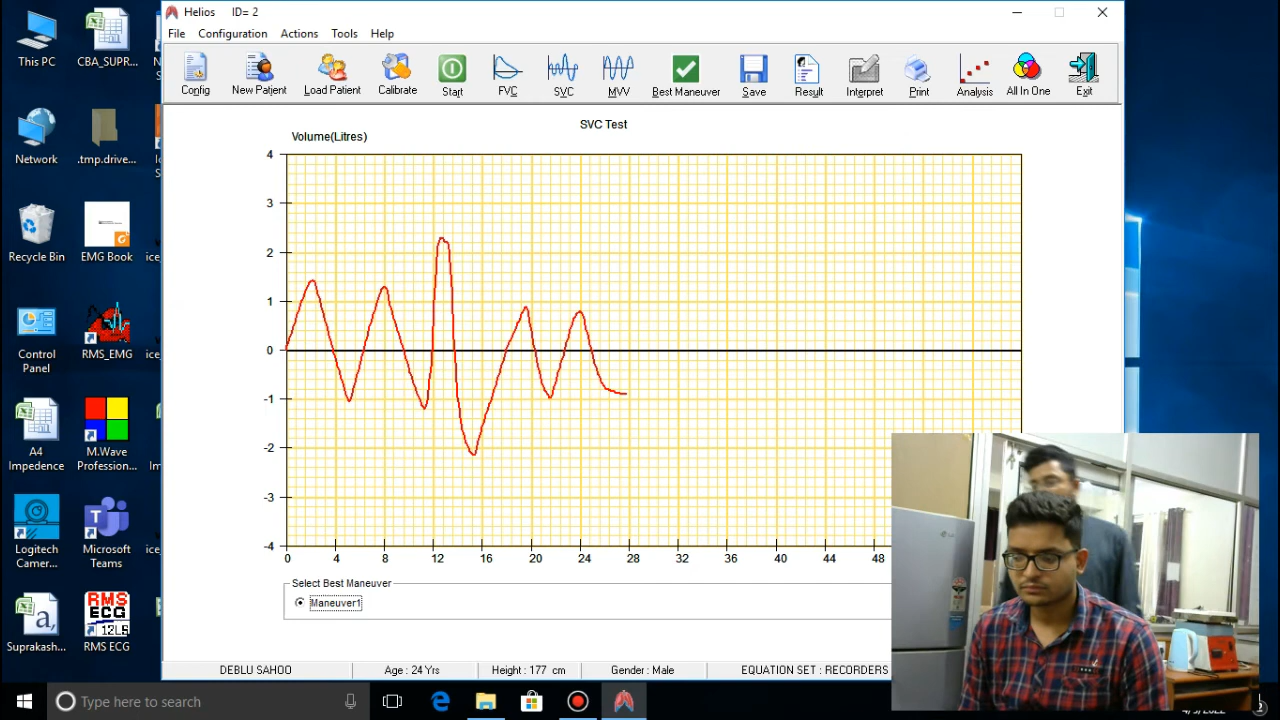 This PC
CBA_SUPR...
Network
.tmp.drive...
Recycle Bin
EMG Book
Control Panel
RMS_EMG
A4 Impedence
M.Wave Profession...
Logitech Camer...
Microsoft Teams
Suprakash...
RMS ECG
RMS
ECG
12LS
Helios ID= 2
File Configuration Actions Tools Help
Config New Patient Load Patient Calibrate Start FVC SVC MVV Best Maneuver Save Result Interpret Print Analysis All In One Exit
SVC Test
Volume(Litres)
4
3
2
1
0
-1
-2
-3
-4
0 4 8 12 16 20 24 28 32 36 40 44 48
Select Best Maneuver
Maneuver1
DEBLU SAHOO Age : 24 Yrs Height : 177 cm Gender : Male EQUATION SET : RECORDERS
Type here to search